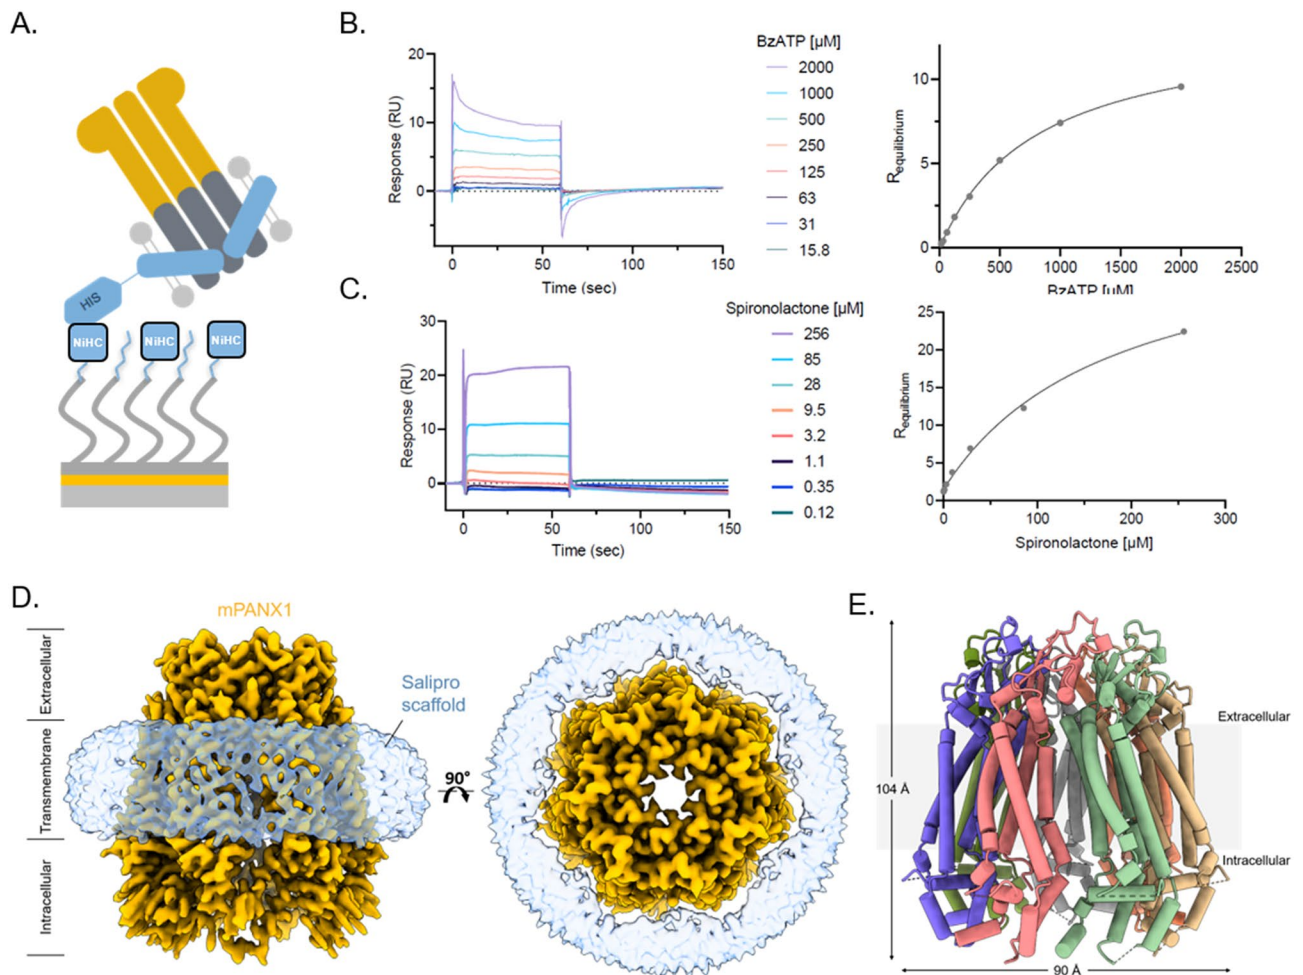 A.
HIS
NiHC
NiHC
NiHC
B.
Response (RU)
20
10
0
0
50
100
150
Time (sec)
BzATP [µM]
2000
1000
500
250
125
63
31
15.8
Requilibrium
10
5
0
0
500
1000
1500
2000
2500
BzATP [µM]
C.
Response (RU)
30
20
10
0
0
50
100
150
Time (sec)
Spironolactone [µM]
256
85
28
9.5
3.2
1.1
0.35
0.12
Requilibrium
25
20
15
10
5
0
0
100
200
300
Spironolactone [µM]
D.
mPANX1
Extracellular
Transmembrane
Intracellular
Salipro
scaffold
90°
E.
Extracellular
104 Å
Intracellular
90 Å